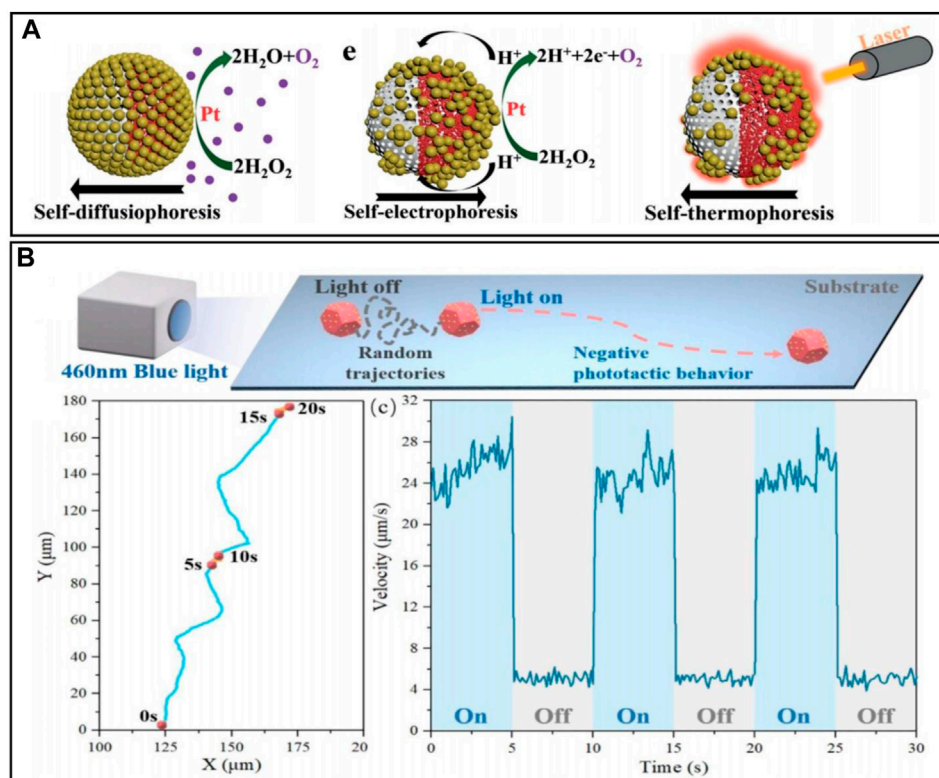 A
2H₂O+O₂
Pt
2H₂O₂
Self-diffusiophoresis
e
H⁺
2H⁺+2e⁻+O₂
Pt
H⁺
2H₂O₂
Self-electrophoresis
Laser
Self-thermophoresis
B
460nm Blue light
Light off
Random
trajectories
Light on
Negative
phototactic behavior
Substrate
180
160
140
120
100
80
60
40
20
0
Y (μm)
15s
20s
5s
10s
0s
100
125
150
175
200
X (μm)
(c)
32
28
24
20
16
12
8
4
0
Velocity (μm/s)
On
Off
On
Off
On
Off
0
5
10
15
20
25
30
Time (s)